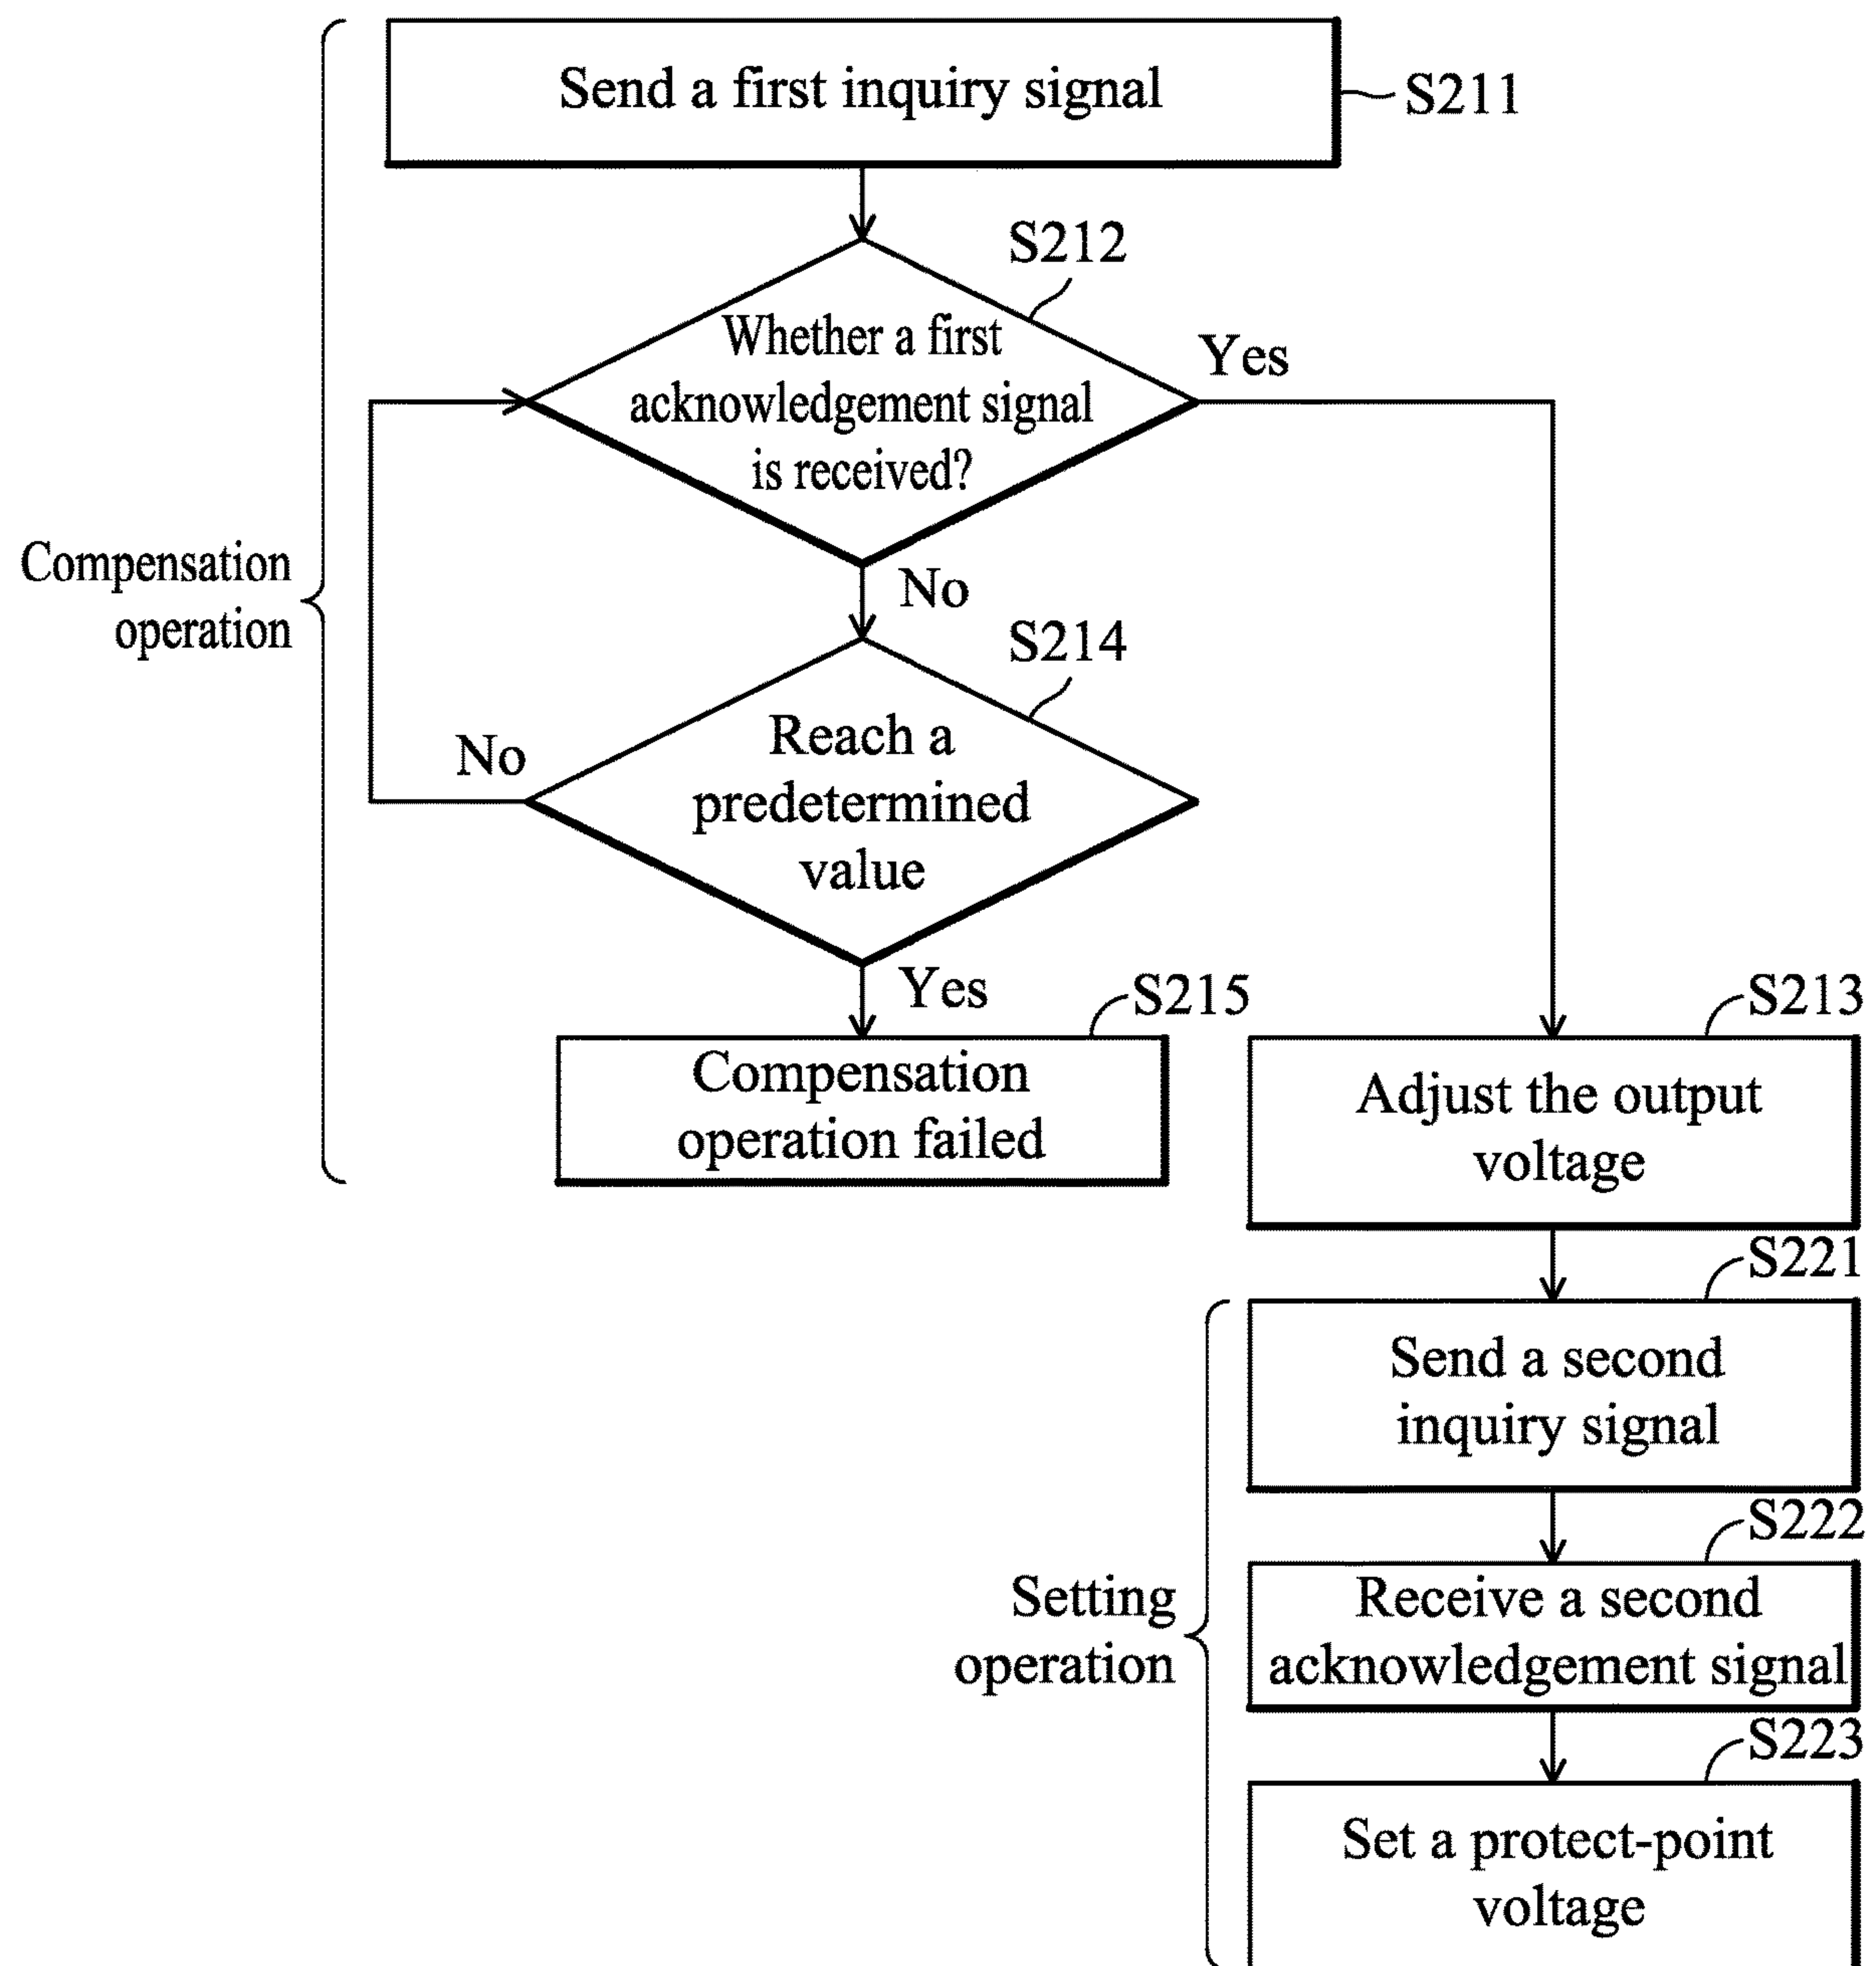 Send a first inquiry signal
S211
S212
Whether a first
acknowledgement signal
is received?
Yes
No
Compensation
operation
S214
Reach a
predetermined
value
No
Yes
S215
Compensation
operation failed
S213
Adjust the output
voltage
S221
Send a second
inquiry signal
S222
Receive a second
acknowledgement signal
Setting
operation
S223
Set a protect-point
voltage